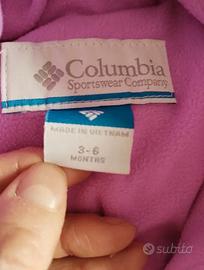 Columbia
Sportswear Company
MADE IN VIETNAM
3-6
MONTHS
subito